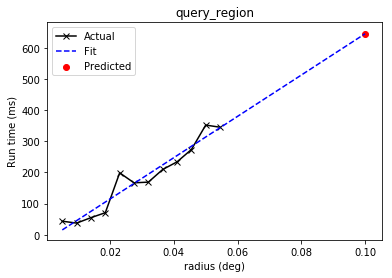 query_region
Actual
Fit
Predicted
Run time (ms)
600
500
400
300
200
100
0
0.02
0.04
0.06
0.08
0.10
radius (deg)